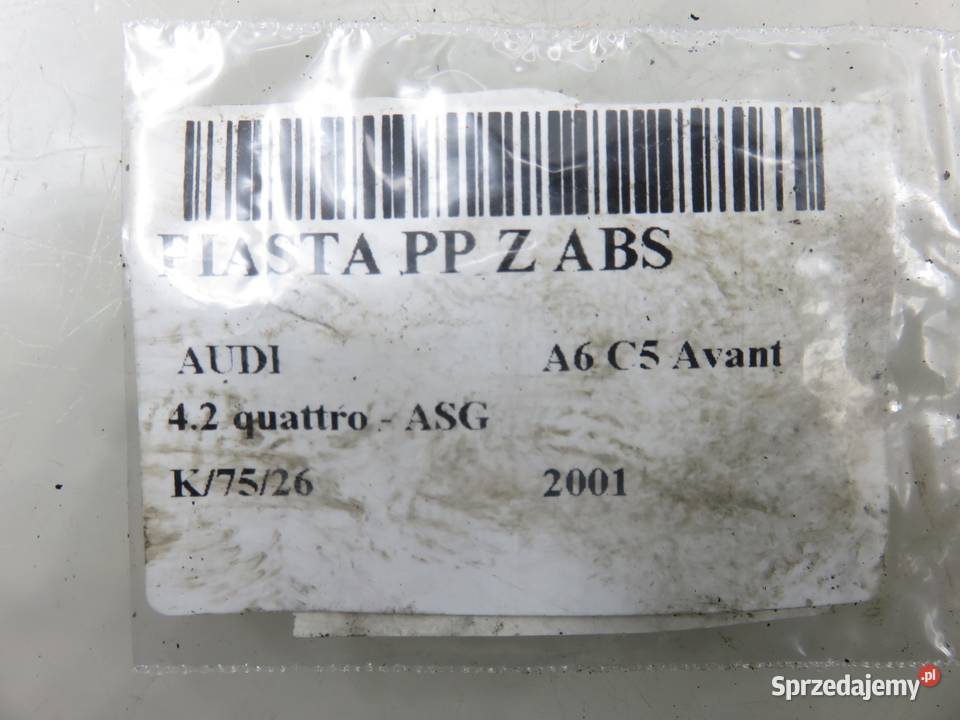 PIASTA PP Z ABS
AUDI A6 C5 Avant
4.2 quattro - ASG
K/75/26 2001
Sprzedajemy.pl